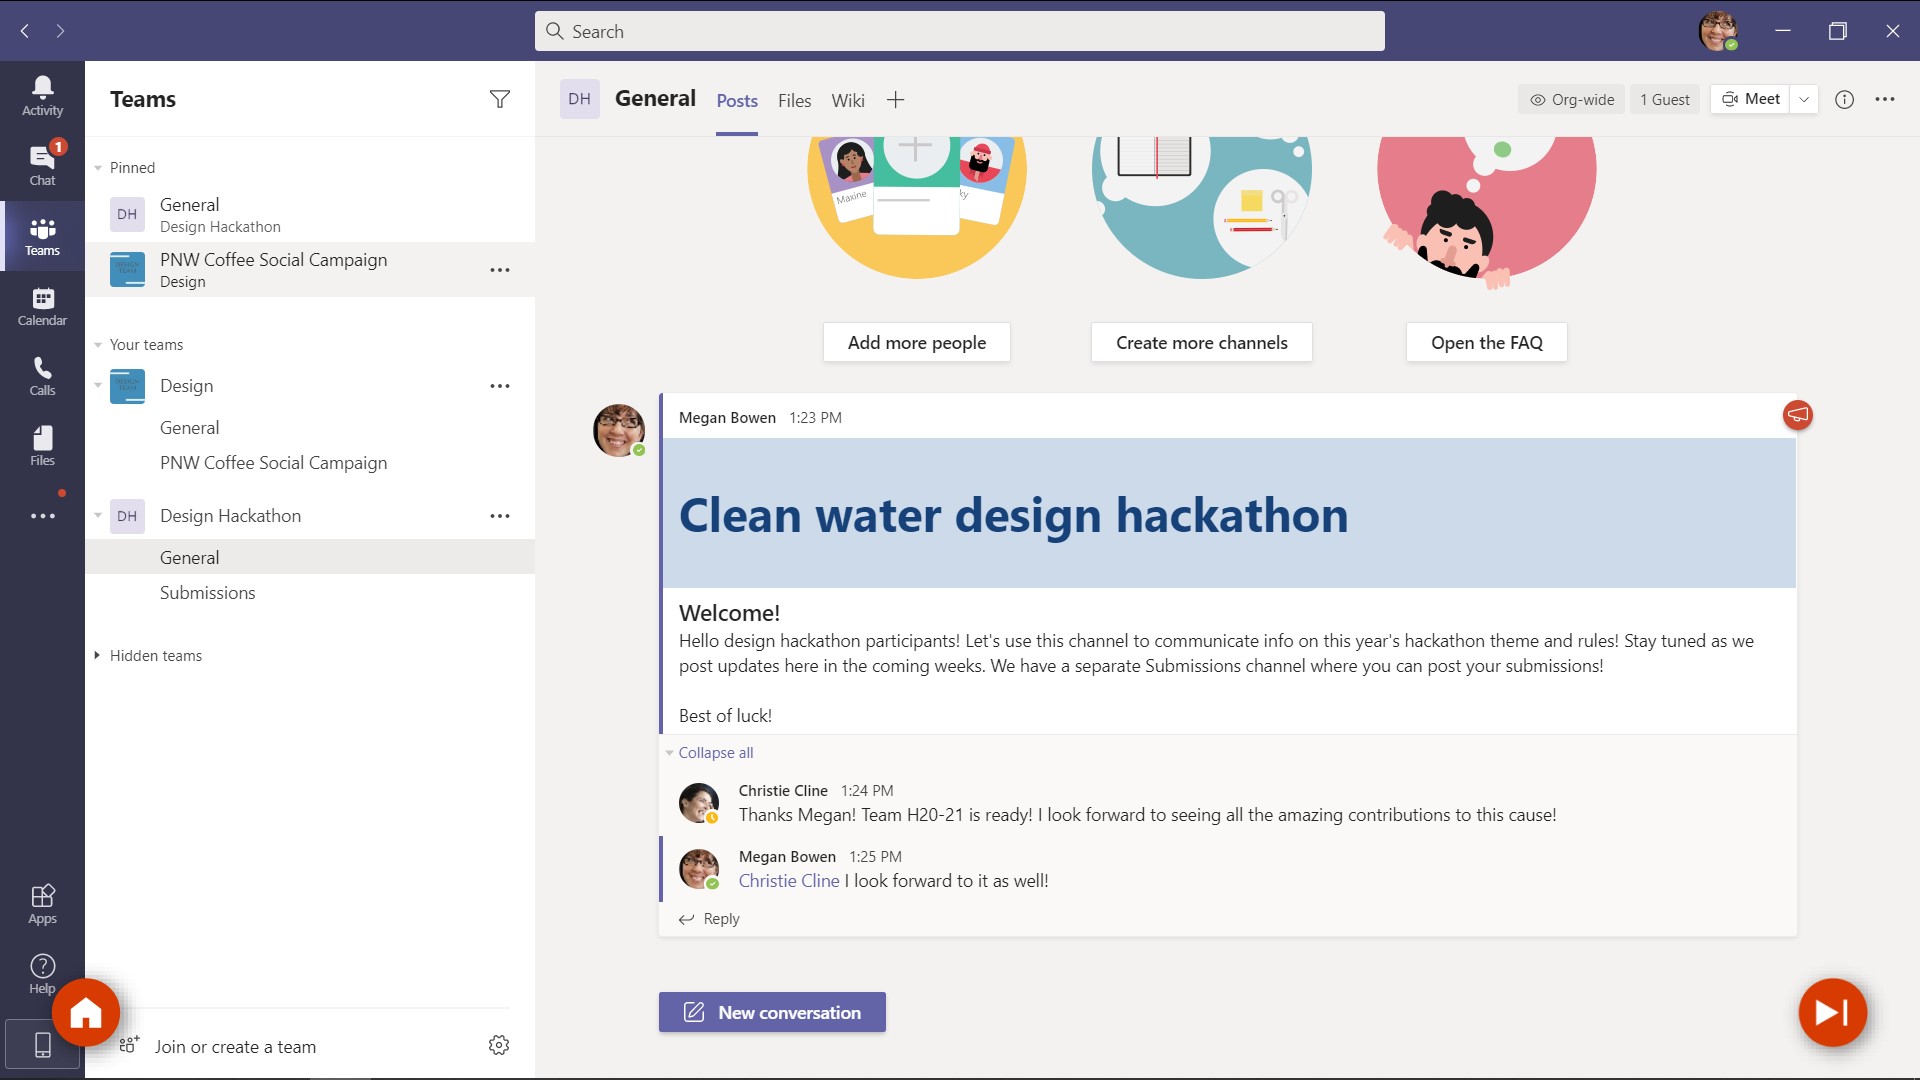 Search
Activity
1
Chat
Teams
Calendar
Calls
Files
Apps
Help
Teams
Pinned
DH General
Design Hackathon
PNW Coffee Social Campaign
Design
Your teams
Design
General
PNW Coffee Social Campaign
DH Design Hackathon
General
Submissions
Hidden teams
Join or create a team
DH General Posts Files Wiki
Org-wide 1 Guest Meet
Maxine
ky
Add more people
Create more channels
Open the FAQ
Megan Bowen 1:23 PM
Clean water design hackathon
Welcome!
Hello design hackathon participants! Let's use this channel to communicate info on this year's hackathon theme and rules! Stay tuned as we
post updates here in the coming weeks. We have a separate Submissions channel where you can post your submissions!
Best of luck!
Collapse all
Christie Cline 1:24 PM
Thanks Megan! Team H20-21 is ready! I look forward to seeing all the amazing contributions to this cause!
Megan Bowen 1:25 PM
Christie Cline I look forward to it as well!
Reply
New conversation